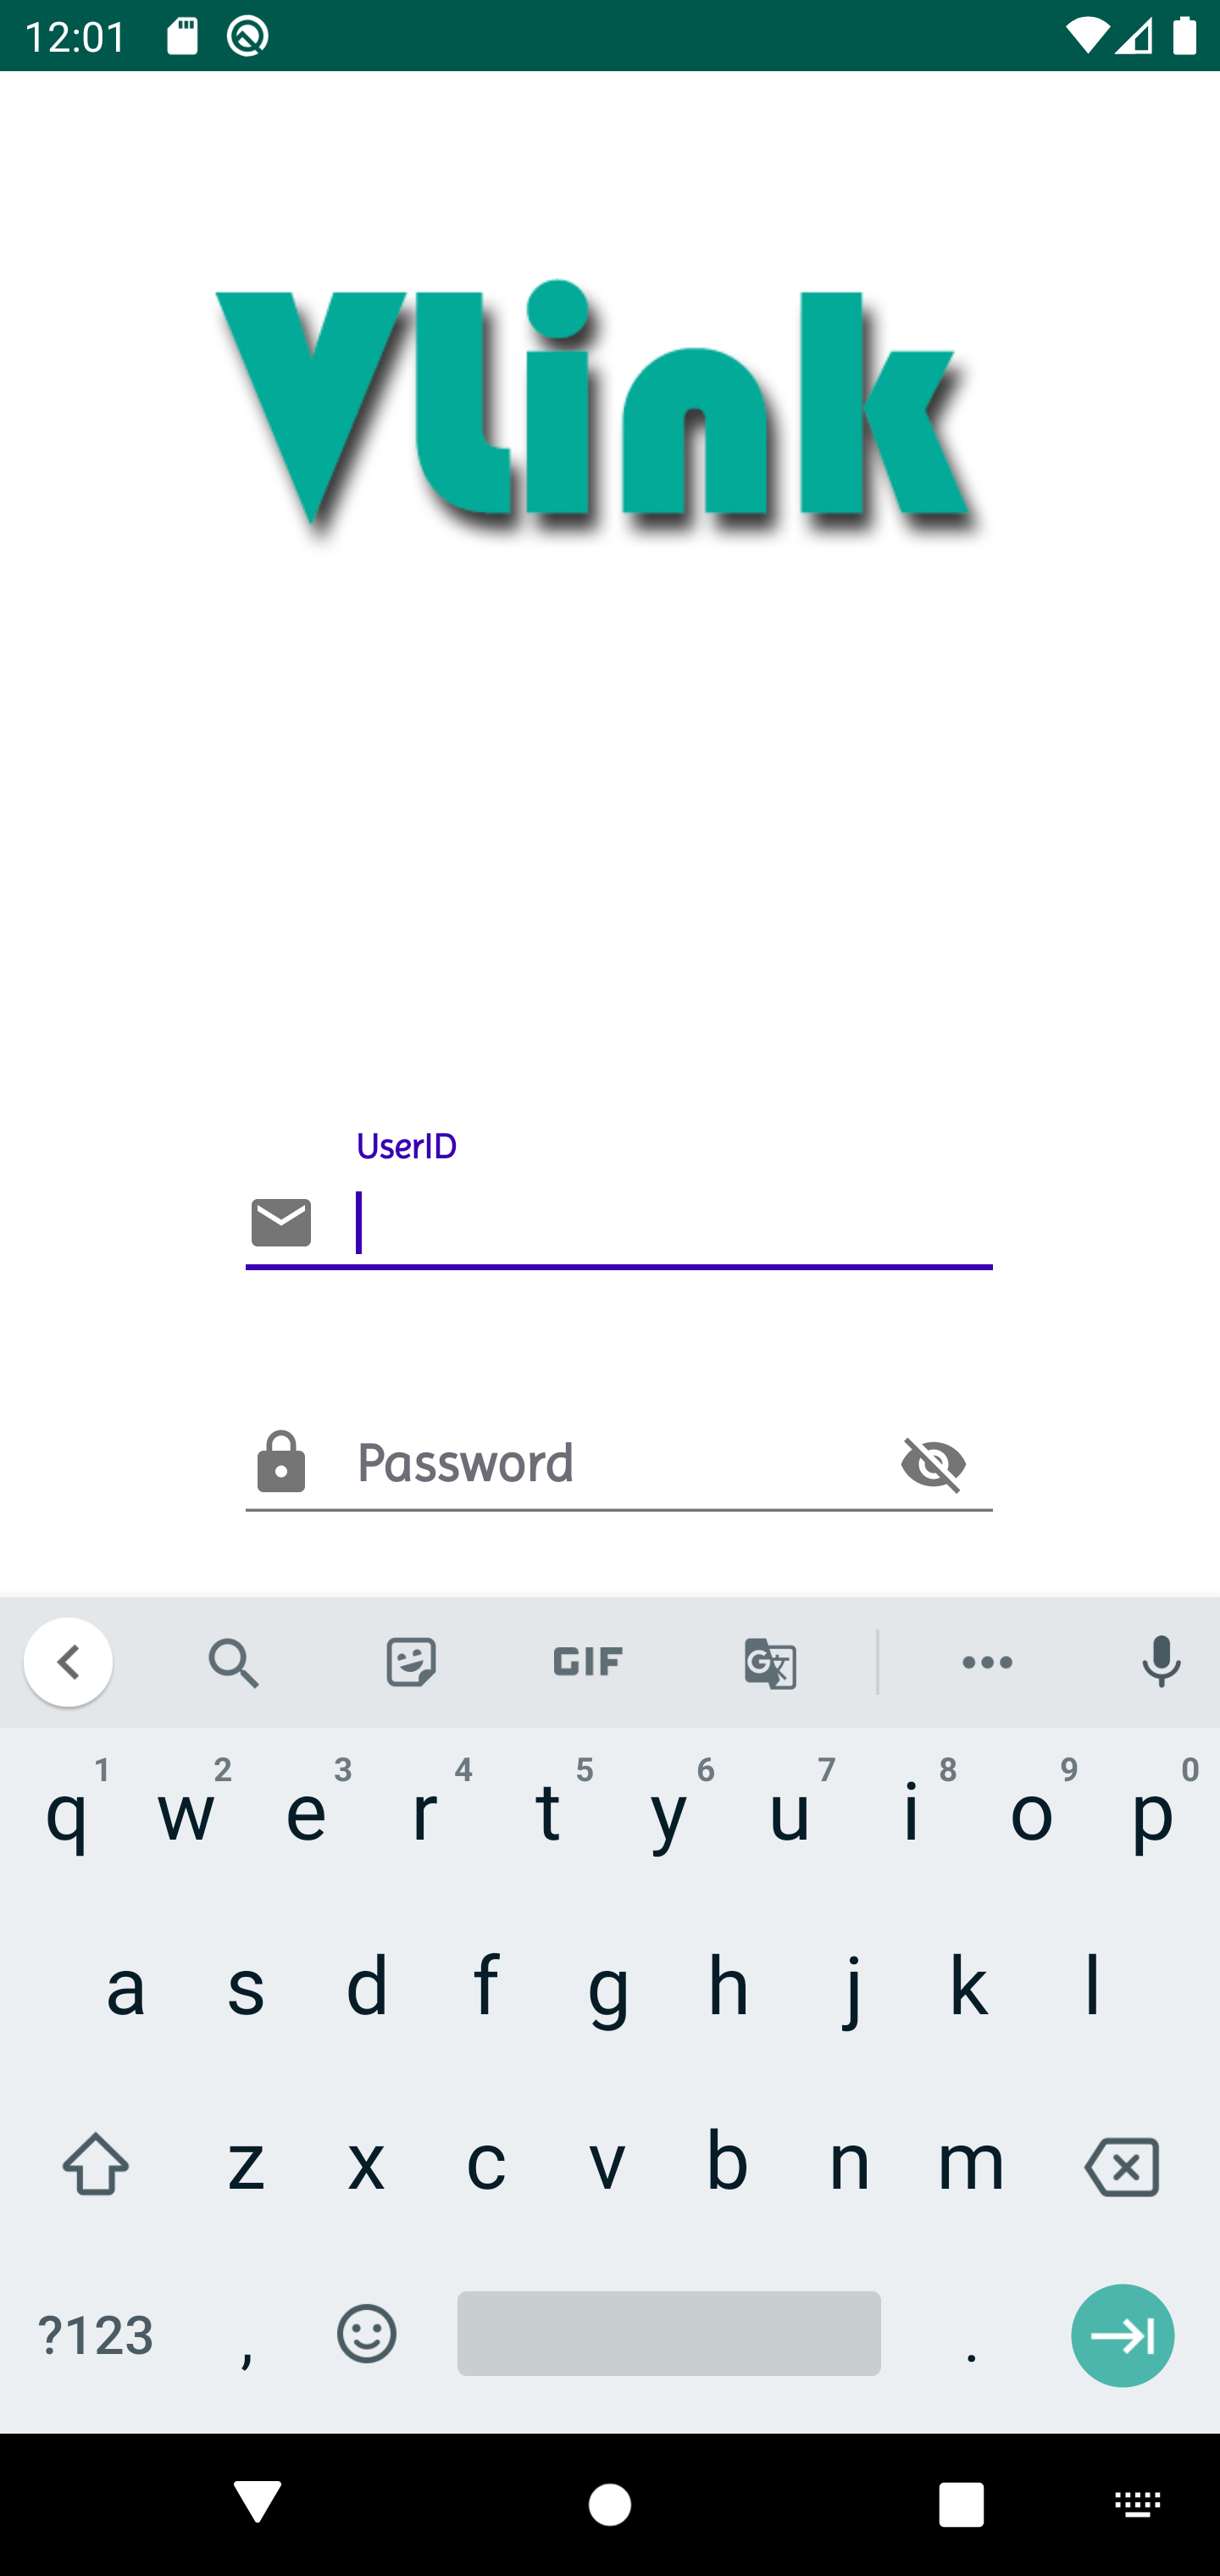 12:01
VLink
UserID
Password
GIF
G
1 2 3 4 5 6 7 8 9 0
q w e r t y u i o p
a s d f g h j k l
z x c v b n m
?123 , .